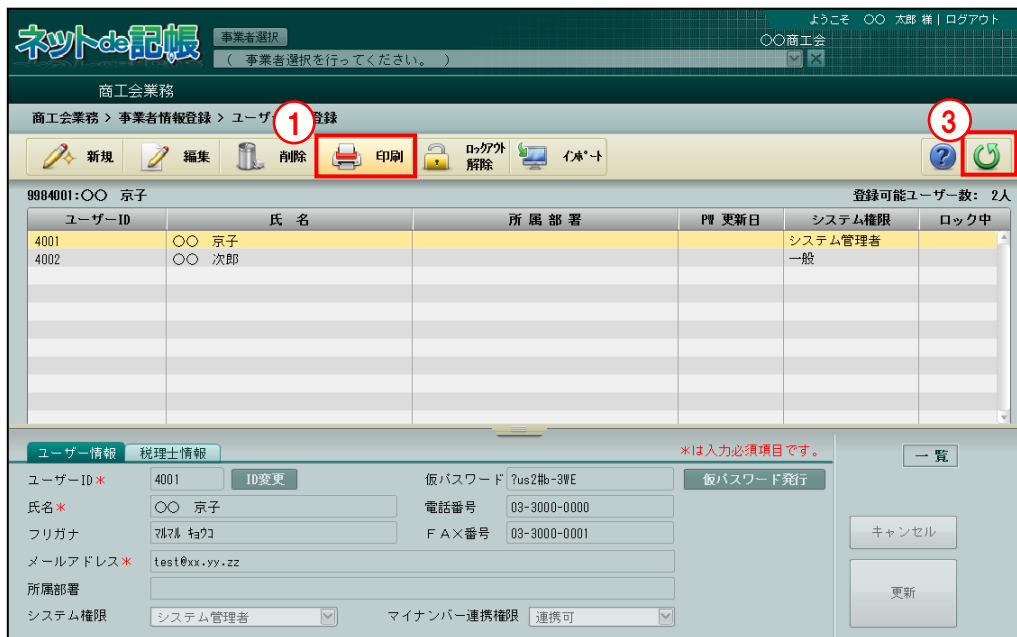 ようこそ 〇〇 太郎 様 | ログアウト
ネットde記帳
事業者選択
〇〇商工会
( 事業者選択を行ってください。 )
商工会業務
商工会業務 > 事業者情報登録 > ユーザー
登録
1
3
新規
編集
削除
印刷
ロックアウト解除
インポート
9984001:〇〇 京子
登録可能ユーザー数: 2人
ユーザーID 氏 名 所 属 部 署 PW 更新日 システム権限 ロック中
4001 〇〇 京子 システム管理者
4002 〇〇 次郎 一般
ユーザー情報 税理士情報 *は入力必須項目です。 一 覧
ユーザーID* 4001 ID変更 仮パスワード ?us2#b-3WE 仮パスワード発行
氏名* 〇〇 京子 電話番号 03-3000-0000
フリガナ マルマル キョウコ FAX番号 03-3000-0001
キャンセル
メールアドレス* test@xx.yy.zz
所属部署
更新
システム権限 システム管理者 マイナンバー連携権限 連携可